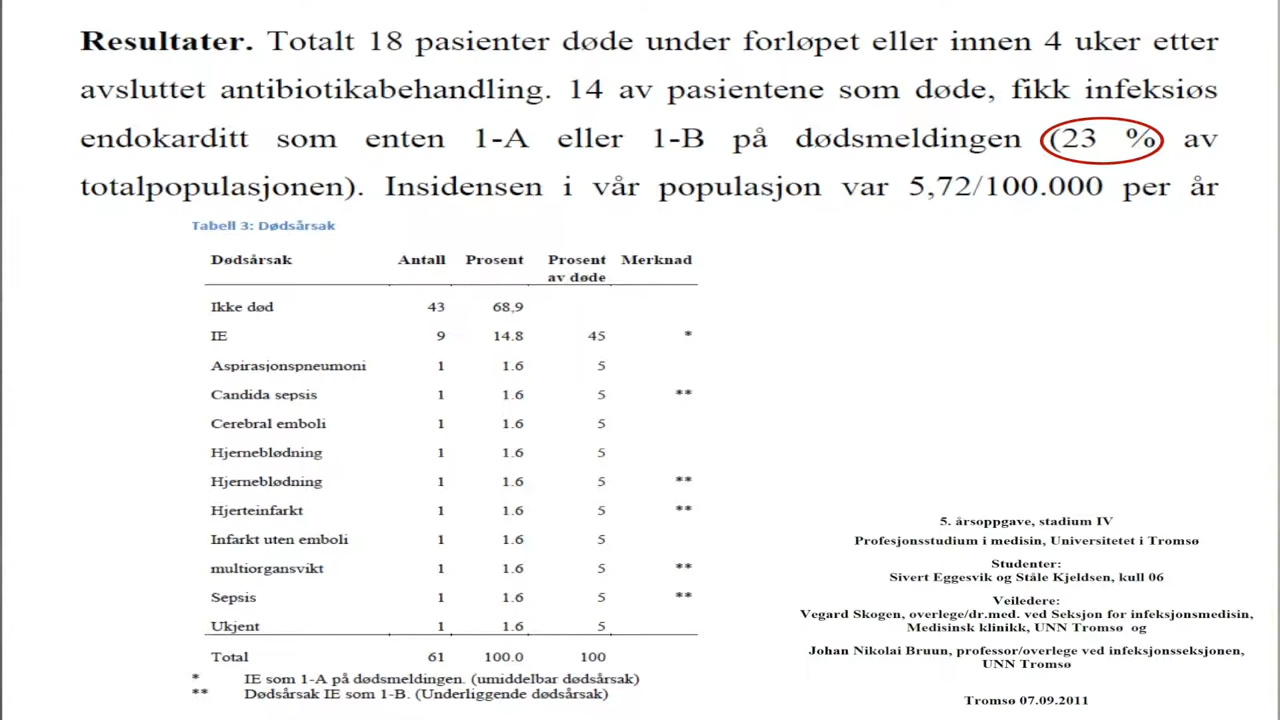 Resultater. Totalt 18 pasienter døde under forløpet eller innen 4 uker etter
avsluttet antibiotikabehandling. 14 av pasientene som døde, fikk infeksiøs
endokarditt som enten 1-A eller 1-B på dødsmeldingen (23 % av
totalpopulasjonen). Insidensen i vår populasjon var 5,72/100.000 per år
Tabell 3: Dødsårsak
Dødsårsak Antall Prosent Prosent av døde Merknad
Ikke død 43 68,9
IE 9 14.8 45 *
Aspirasjonspneumoni 1 1.6 5
Candida sepsis 1 1.6 5 **
Cerebral emboli 1 1.6 5
Hjerneblødning 1 1.6 5
Hjerneblødning 1 1.6 5 **
Hjerteinfarkt 1 1.6 5 **
Infarkt uten emboli 1 1.6 5
multiorgansvikt 1 1.6 5 **
Sepsis 1 1.6 5 **
Ukjent 1 1.6 5
Total 61 100.0 100
* IE som 1-A på dødsmeldingen. (umiddelbar dødsårsak)
** Dødsårsak IE som 1-B. (Underliggende dødsårsak)
5. årsoppgave, stadium IV
Profesjonsstudium i medisin, Universitetet i Tromsø
Studenter:
Sivert Eggesvik og Ståle Kjeldsen, kull 06
Veiledere:
Vegard Skogen, overlege/dr.med. ved Seksjon for infeksjonsmedisin,
Medisinsk klinikk, UNN Tromsø og
Johan Nikolai Bruun, professor/overlege ved infeksjonsseksjonen,
UNN Tromsø
Tromsø 07.09.2011